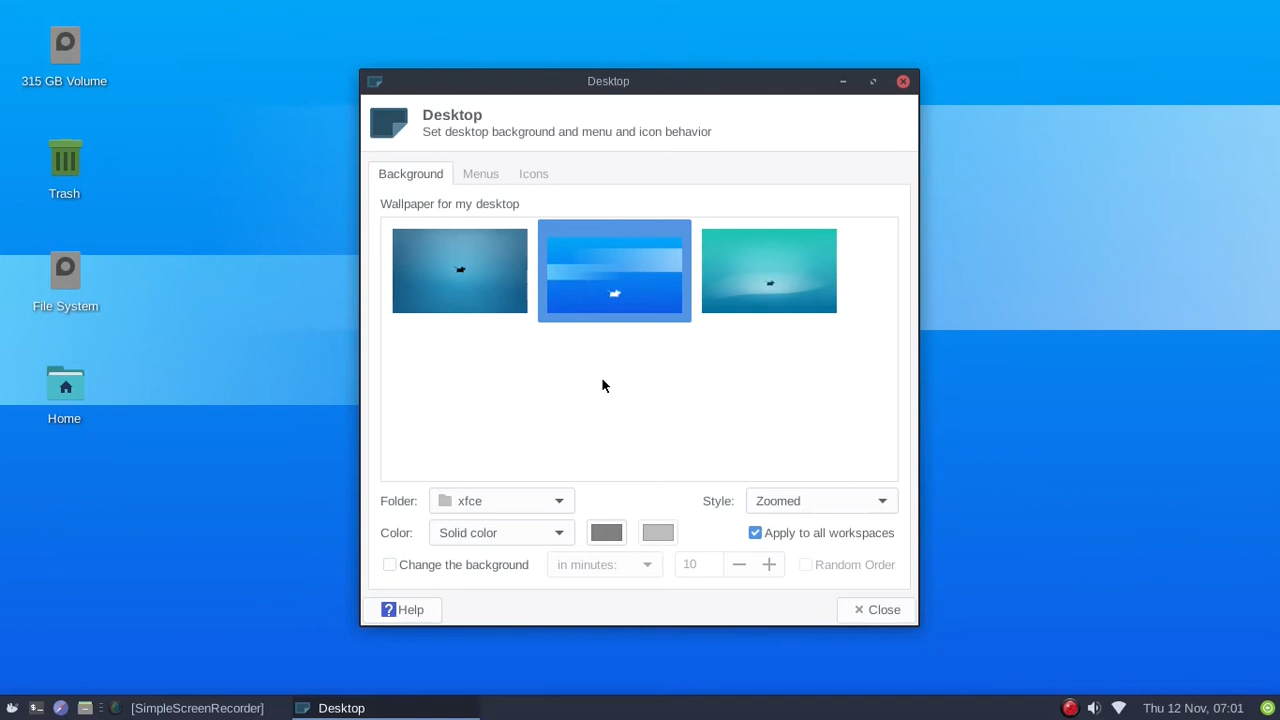 315 GB Volume
Trash
File System
Home
Desktop
Desktop
Set desktop background and menu and icon behavior
Background Menus Icons
Wallpaper for my desktop
Folder: xfce Style: Zoomed
Color: Solid color Apply to all workspaces
Change the background in minutes: 10 Random Order
? Help Close
[SimpleScreenRecorder] Desktop Thu 12 Nov, 07:01